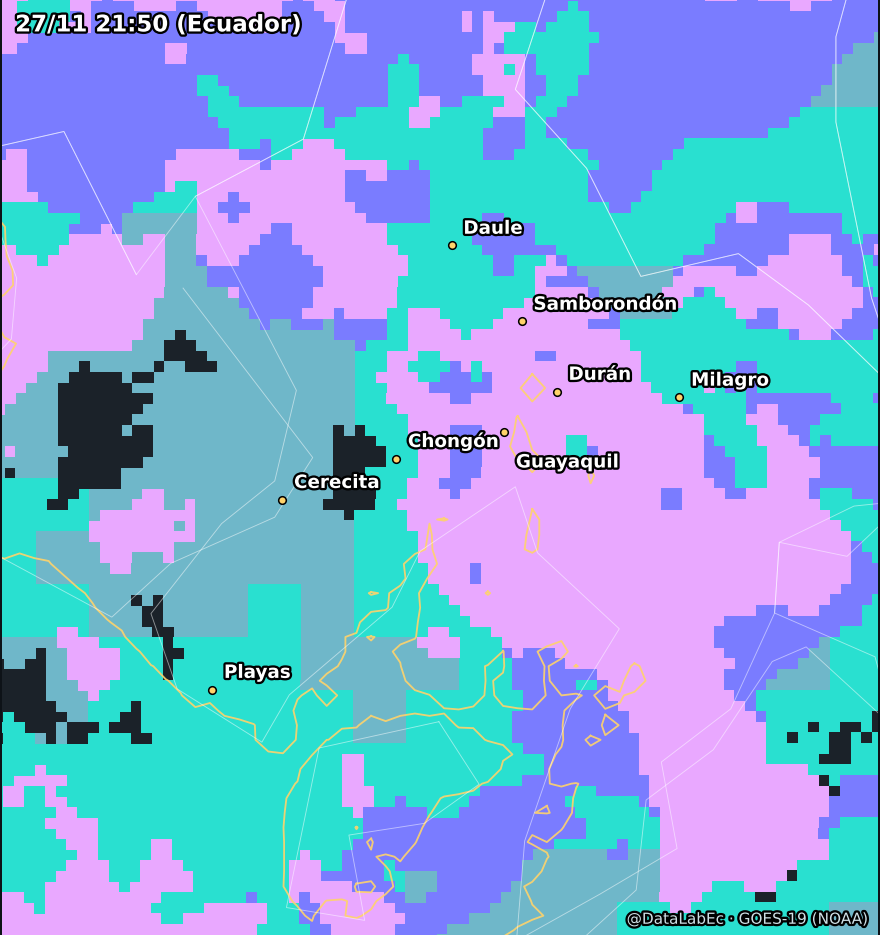 27/11 21:50 (Ecuador)
Daule
Samborondón
Durán
Milagro
Chongón
Guayaquil
Cerecita
Playas
@DataLabEc · GOES-19 (NOAA)